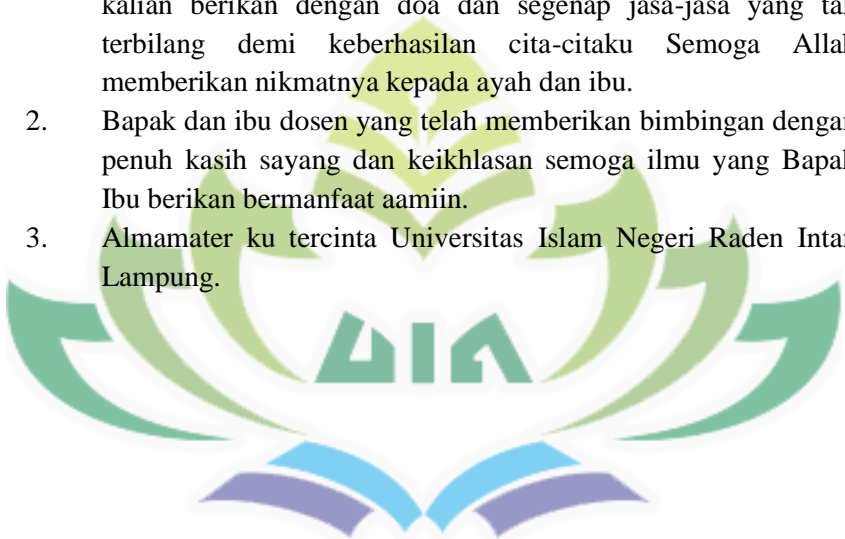 kalian berikan dengan doa dan segenap jasa-jasa yang
terbilang demi keberhasilan cita-citaku Semoga
memberikan nikmatnya kepada ayah dan ibu.
2. Bapak dan ibu dosen yang telah memberikan bimbingan
penuh kasih sayang dan keikhlasan semoga ilmu yang
Ibu berikan bermanfaat aamiin.
3. Almamater ku tercinta Universitas Islam Negeri Raden
Lampung.
UIN